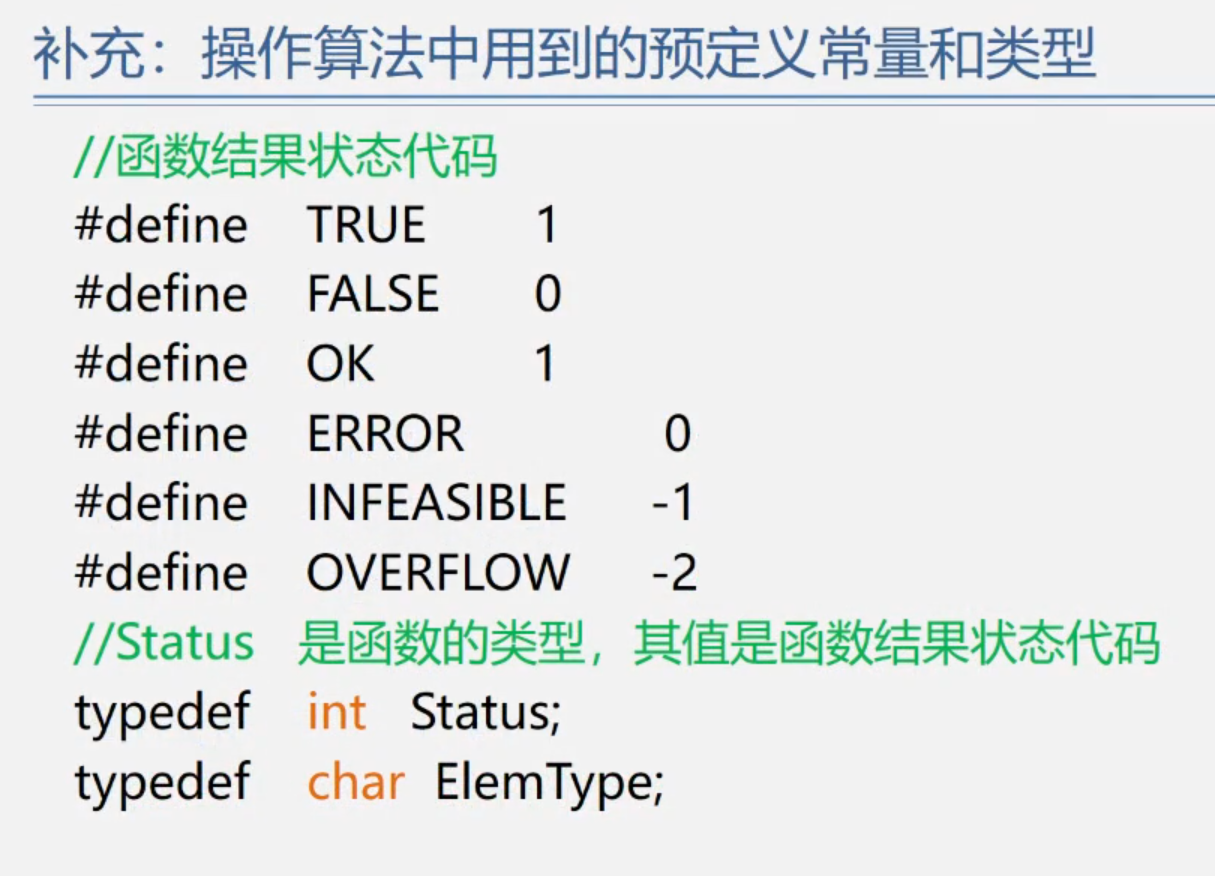 补充：操作算法中用到的预定义常量和类型
//函数结果状态代码
#define TRUE 1
#define FALSE 0
#define OK 1
#define ERROR 0
#define INFEASIBLE -1
#define OVERFLOW -2
//Status 是函数的类型，其值是函数结果状态代码
typedef int Status;
typedef char ElemType;